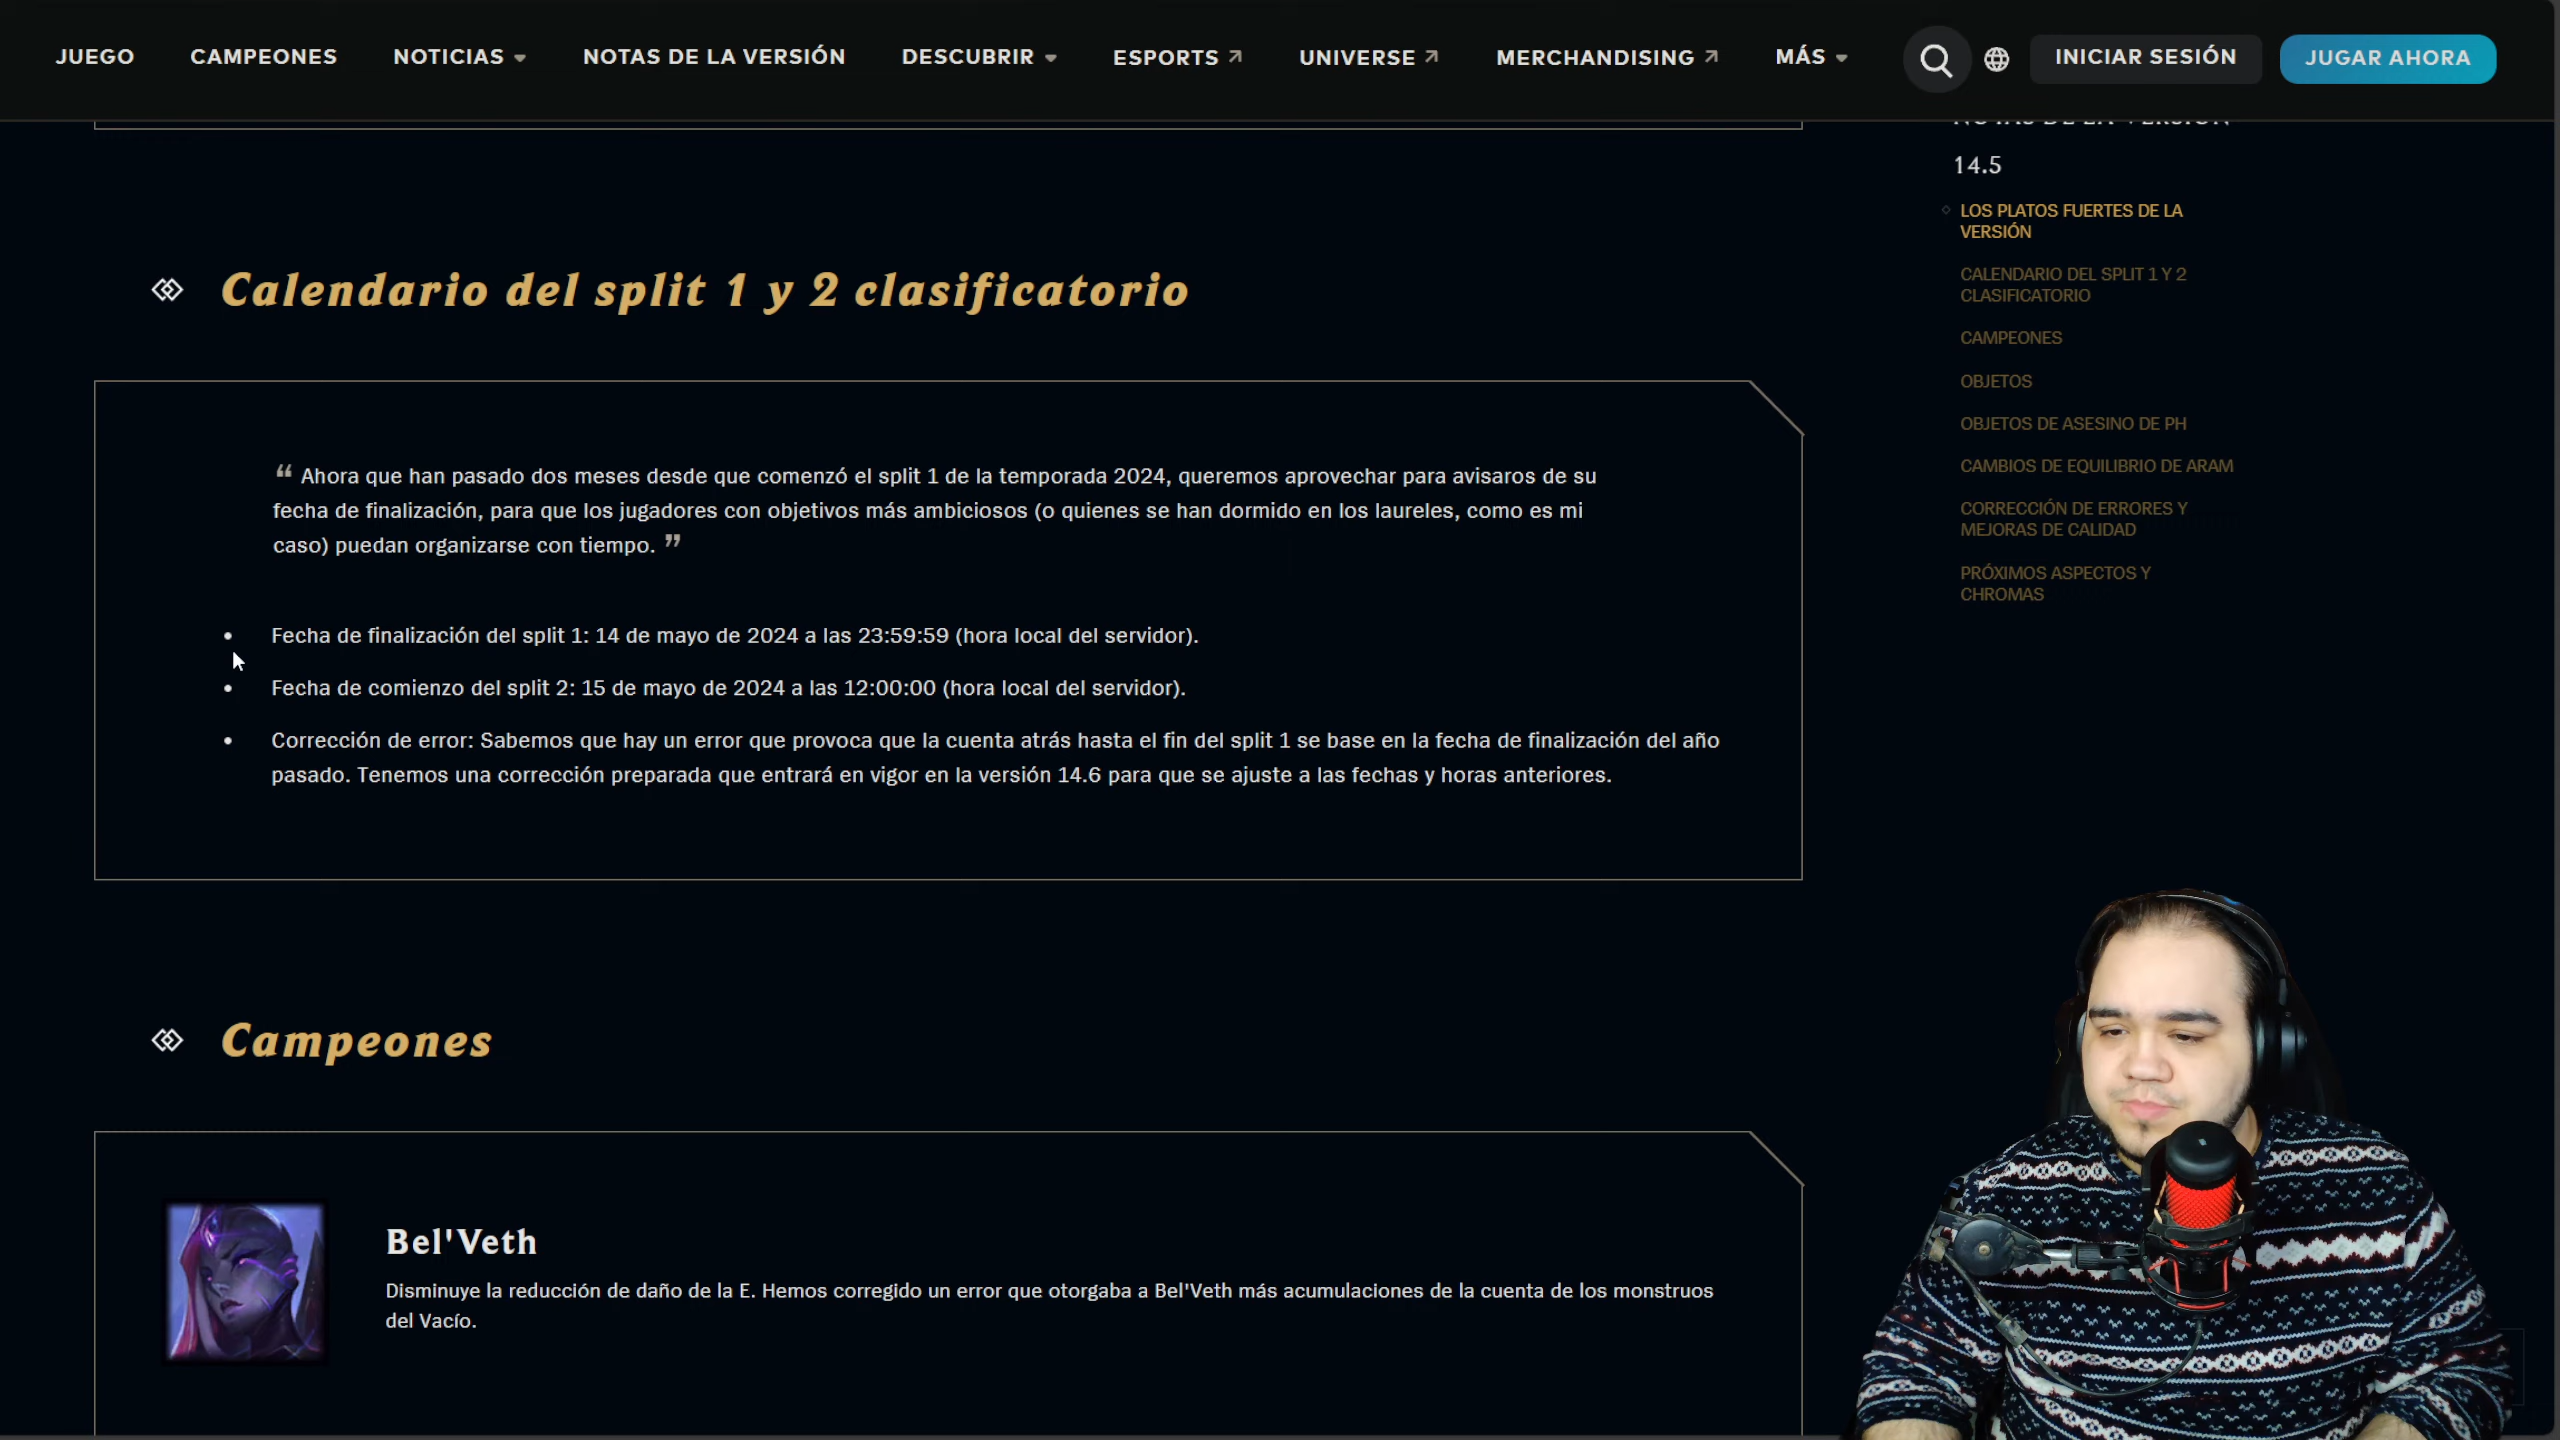 JUEGO CAMPEONES NOTICIAS NOTAS DE LA VERSIÓN DESCUBRIR ESPORTS UNIVERSE MERCHANDISING MÁS INICIAR SESIÓN JUGAR AHORA
NOTAS DE LA VERSIÓN
14.5
LOS PLATOS FUERTES DE LA
VERSIÓN
CALENDARIO DEL SPLIT 1 Y 2
CLASIFICATORIO
CAMPEONES
OBJETOS
OBJETOS DE ASESINO DE PH
CAMBIOS DE EQUILIBRIO DE ARAM
CORRECCIÓN DE ERRORES Y
MEJORAS DE CALIDAD
PRÓXIMOS ASPECTOS Y
CHROMAS
Calendario del split 1 y 2 clasificatorio
“ Ahora que han pasado dos meses desde que comenzó el split 1 de la temporada 2024, queremos aprovechar para avisaros de su
fecha de finalización, para que los jugadores con objetivos más ambiciosos (o quienes se han dormido en los laureles, como es mi
caso) puedan organizarse con tiempo. ”
• Fecha de finalización del split 1: 14 de mayo de 2024 a las 23:59:59 (hora local del servidor).
• Fecha de comienzo del split 2: 15 de mayo de 2024 a las 12:00:00 (hora local del servidor).
• Corrección de error: Sabemos que hay un error que provoca que la cuenta atrás hasta el fin del split 1 se base en la fecha de finalización del año
pasado. Tenemos una corrección preparada que entrará en vigor en la versión 14.6 para que se ajuste a las fechas y horas anteriores.
Campeones
Bel'Veth
Disminuye la reducción de daño de la E. Hemos corregido un error que otorgaba a Bel'Veth más acumulaciones de la cuenta de los monstruos
del Vacío.